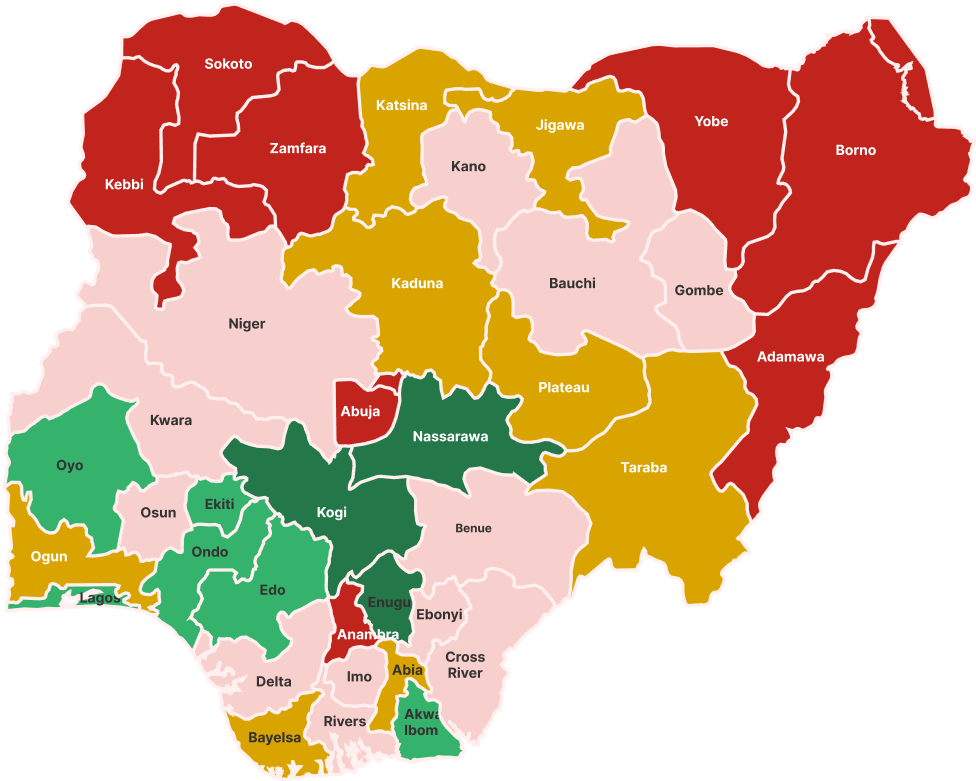 Sokoto
Katsina
Jigawa
Yobe
Borno
Zamfara
Kano
Kebbi
Kaduna
Bauchi
Gombe
Niger
Adamawa
Plateau
Abuja
Kwara
Nassarawa
Oyo
Taraba
Ekiti
Osun
Kogi
Benue
Ogun
Ondo
Edo
Lagos
Enugu
Ebonyi
Anambra
Cross
River
Abia
Imo
Delta
Akwa
Ibom
Rivers
Bayelsa